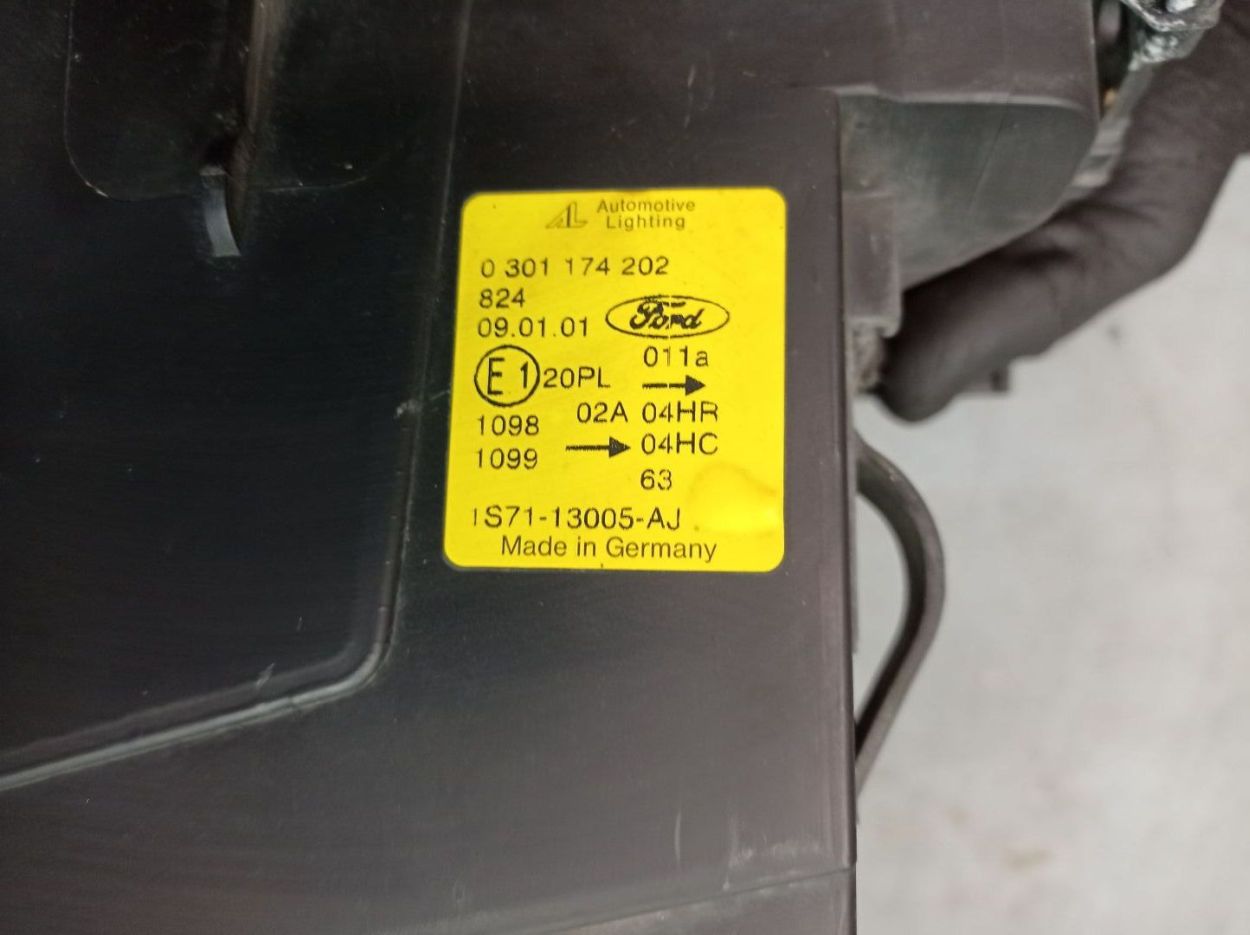 AL Automotive
Lighting
0 301 174 202
824
Ford
09.01.01
011a
E1 20PL
02A 04HR
1098
04HC
1099
63
1S71-13005-AJ
Made in Germany